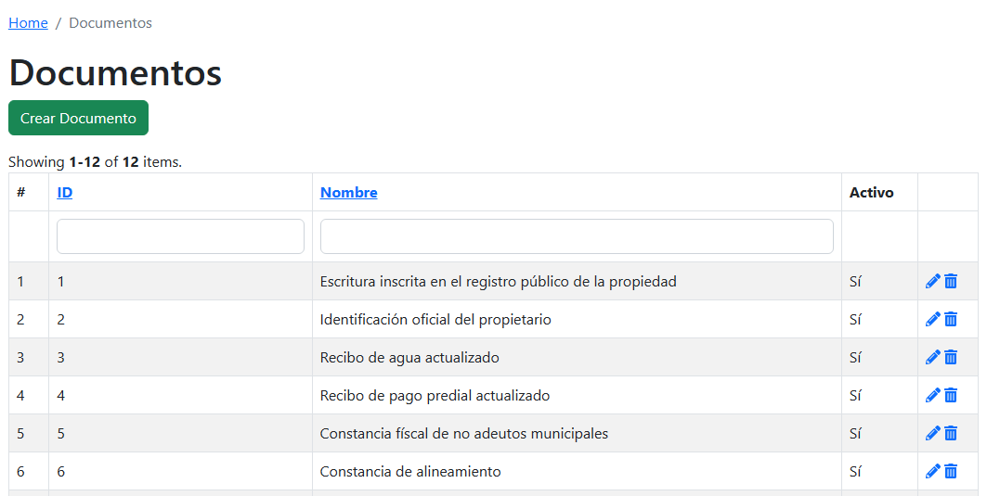 Home / Documentos
Documentos
Crear Documento
Showing 1-12 of 12 items.
# ID Nombre Activo
1 1 Escritura inscrita en el registro público de la propiedad Sí
2 2 Identificación oficial del propietario Sí
3 3 Recibo de agua actualizado Sí
4 4 Recibo de pago predial actualizado Sí
5 5 Constancia físcal de no adeutos municipales Sí
6 6 Constancia de alineamiento Sí